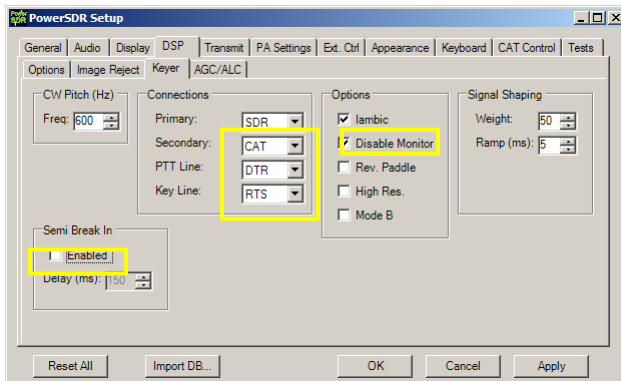 Power SDR PowerSDR Setup
General Audio Display DSP Transmit PA Settings Ext. Ctrl Appearance Keyboard CAT Control Tests
Options Image Reject Keyer AGC/ALC
CW Pitch (Hz)
Freq: 600
Connections
Primary: SDR
Secondary: CAT
PTT Line: DTR
Key Line: RTS
Options
Iambic
Disable Monitor
Rev. Paddle
High Res.
Mode B
Signal Shaping
Weight: 50
Ramp (ms): 5
Semi Break In
Enabled
Delay (ms): 150
Reset All Import DB... OK Cancel Apply